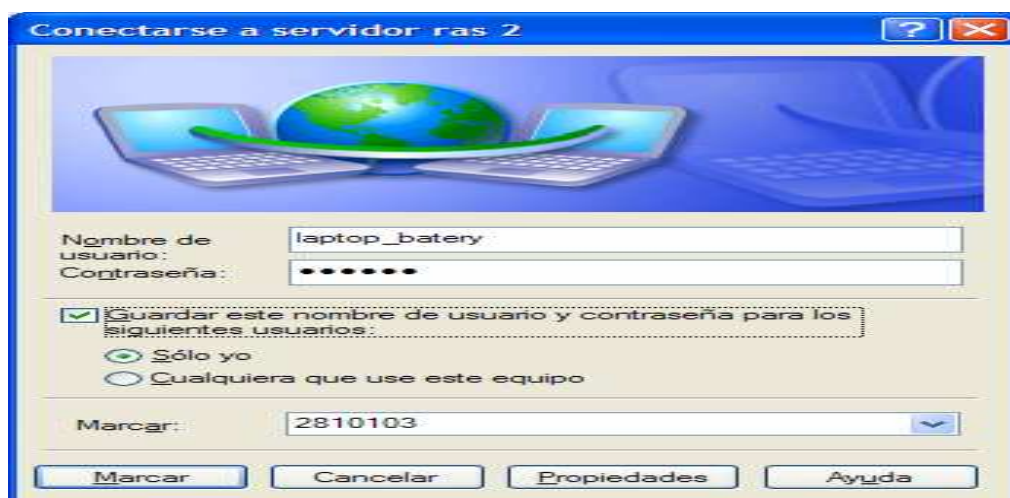 Conectarse a servidor ras 2
Nombre de
usuario:
laptop_batery
Contraseña:
••••••
Guardar este nombre de usuario y contraseña para los
siguientes usuarios:
Sólo yo
Cualquiera que use este equipo
Marcar:
2810103
Marcar
Cancelar
Propiedades
Ayuda